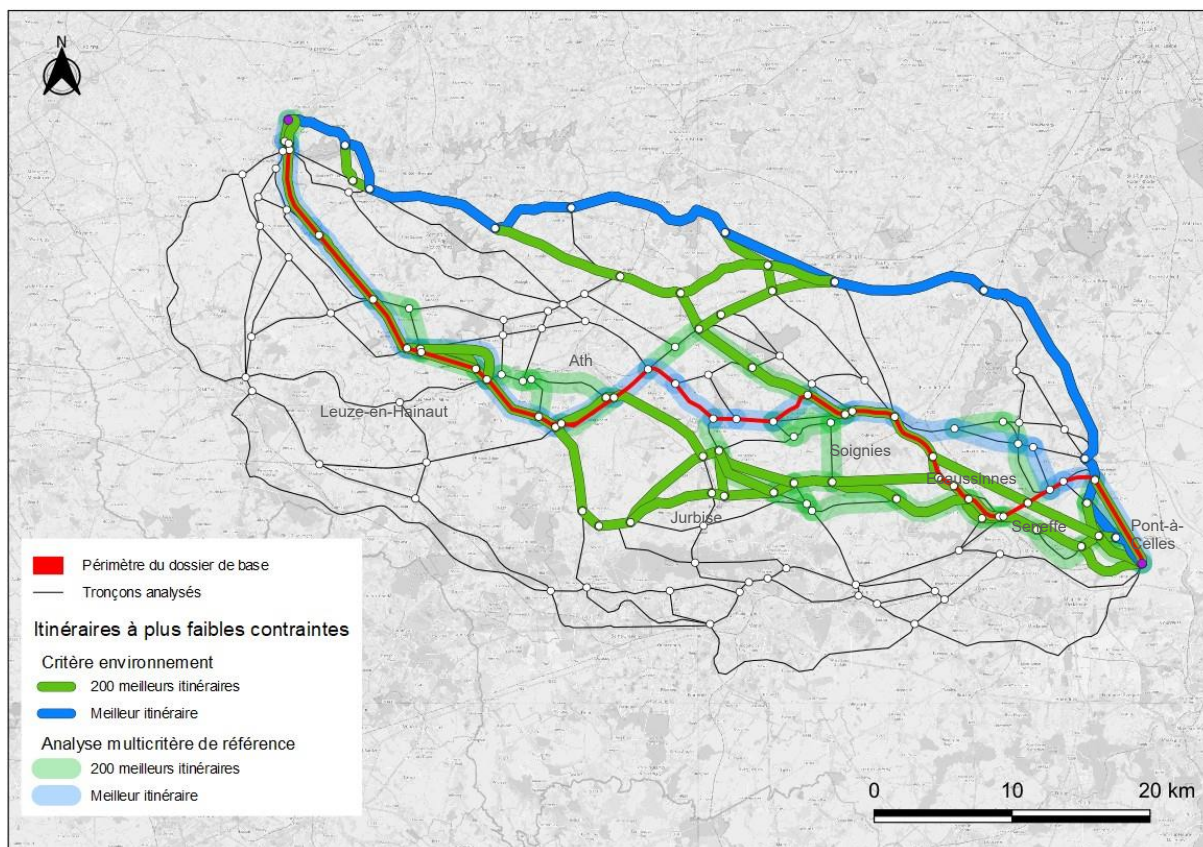 N
Ath
Leuze-en-Hainaut
Soignies
Ecaussinnes
Jurbise
Seneffe
Pont-à-
Celles
Périmètre du dossier de base
Tronçons analysés
Itinéraires à plus faibles contraintes
Critère environnement
200 meilleurs itinéraires
Meilleur itinéraire
Analyse multicritère de référence
200 meilleurs itinéraires
Meilleur itinéraire
0 10 20 km